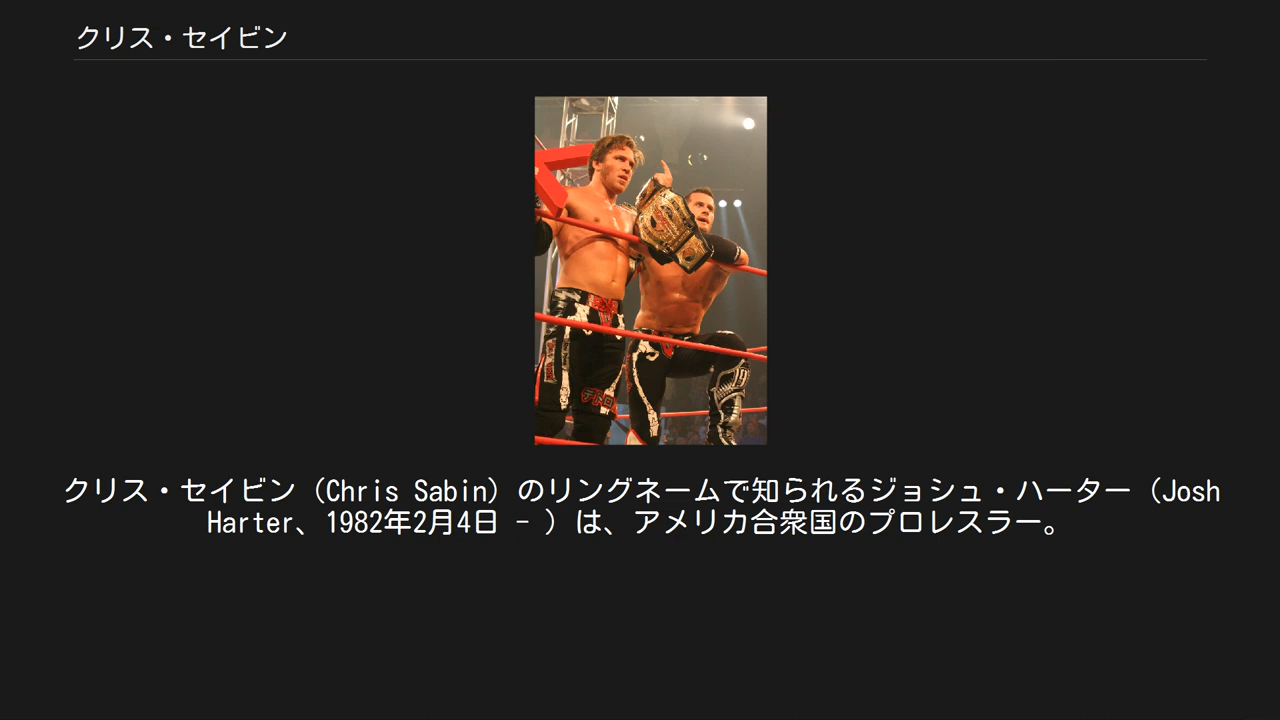 クリス・セイビン
クリス・セイビン（Chris Sabin）のリングネームで知られるジョシュ・ハーター（Josh
Harter、1982年2月4日 - ）は、アメリカ合衆国のプロレスラー。